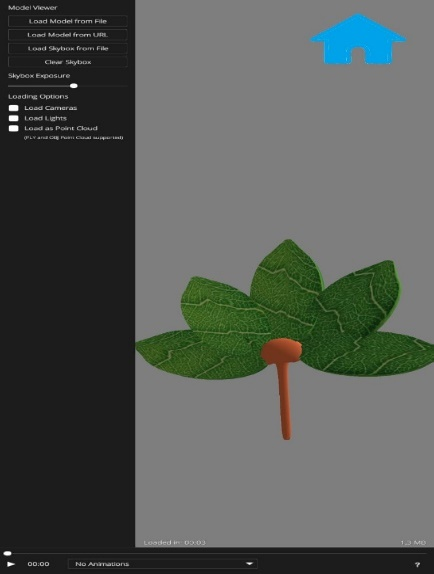 Model Viewer
Load Model from File
Load Model from URL
Load Skybox from File
Clear Skybox
Skybox Exposure
Loading Options
Load Cameras
Load Lights
Load as Point Cloud
(PLY and OBJ Point Cloud supported)
Loaded in: 00:03
1.3 MB
00:00
No Animations
?